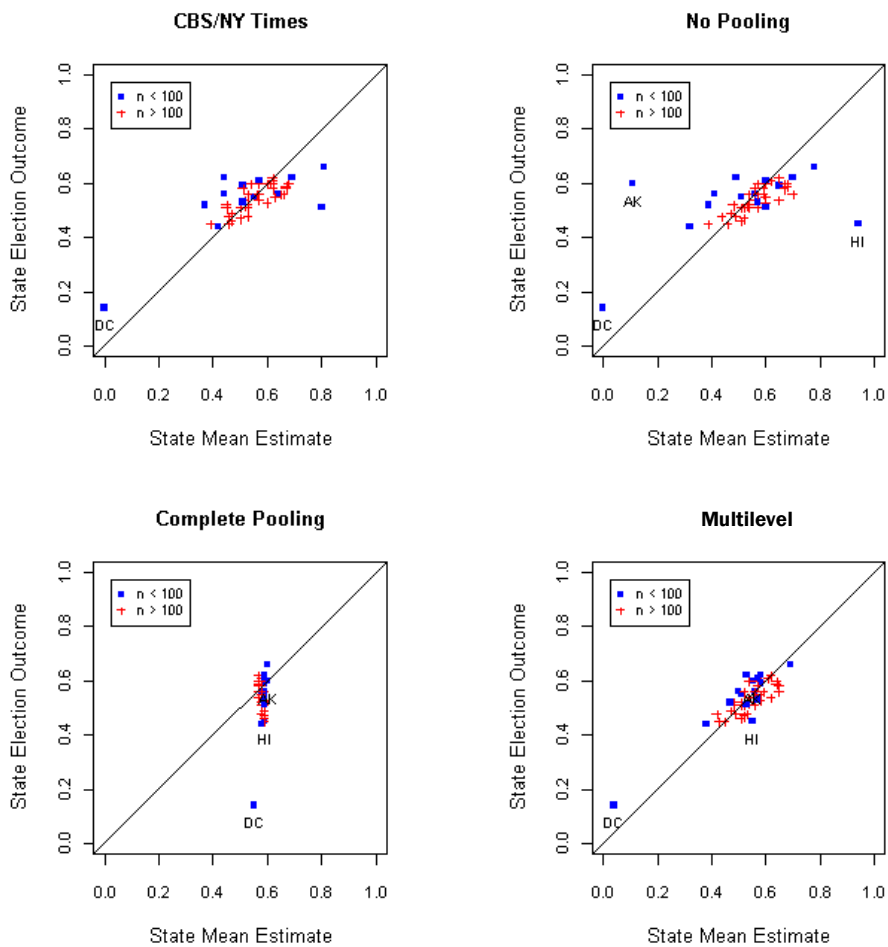 CBS/NY Times
n < 100
n > 100
DC
0.0 0.2 0.4 0.6 0.8 1.0
0.0 0.2 0.4 0.6 0.8 1.0
State Mean Estimate
State Election Outcome
No Pooling
n < 100
n > 100
AK
HI
DC
0.0 0.2 0.4 0.6 0.8 1.0
0.0 0.2 0.4 0.6 0.8 1.0
State Mean Estimate
State Election Outcome
Complete Pooling
n < 100
n > 100
AK
HI
DC
0.0 0.2 0.4 0.6 0.8 1.0
0.0 0.2 0.4 0.6 0.8 1.0
State Mean Estimate
State Election Outcome
Multilevel
n < 100
n > 100
AK
HI
DC
0.0 0.2 0.4 0.6 0.8 1.0
0.0 0.2 0.4 0.6 0.8 1.0
State Mean Estimate
State Election Outcome